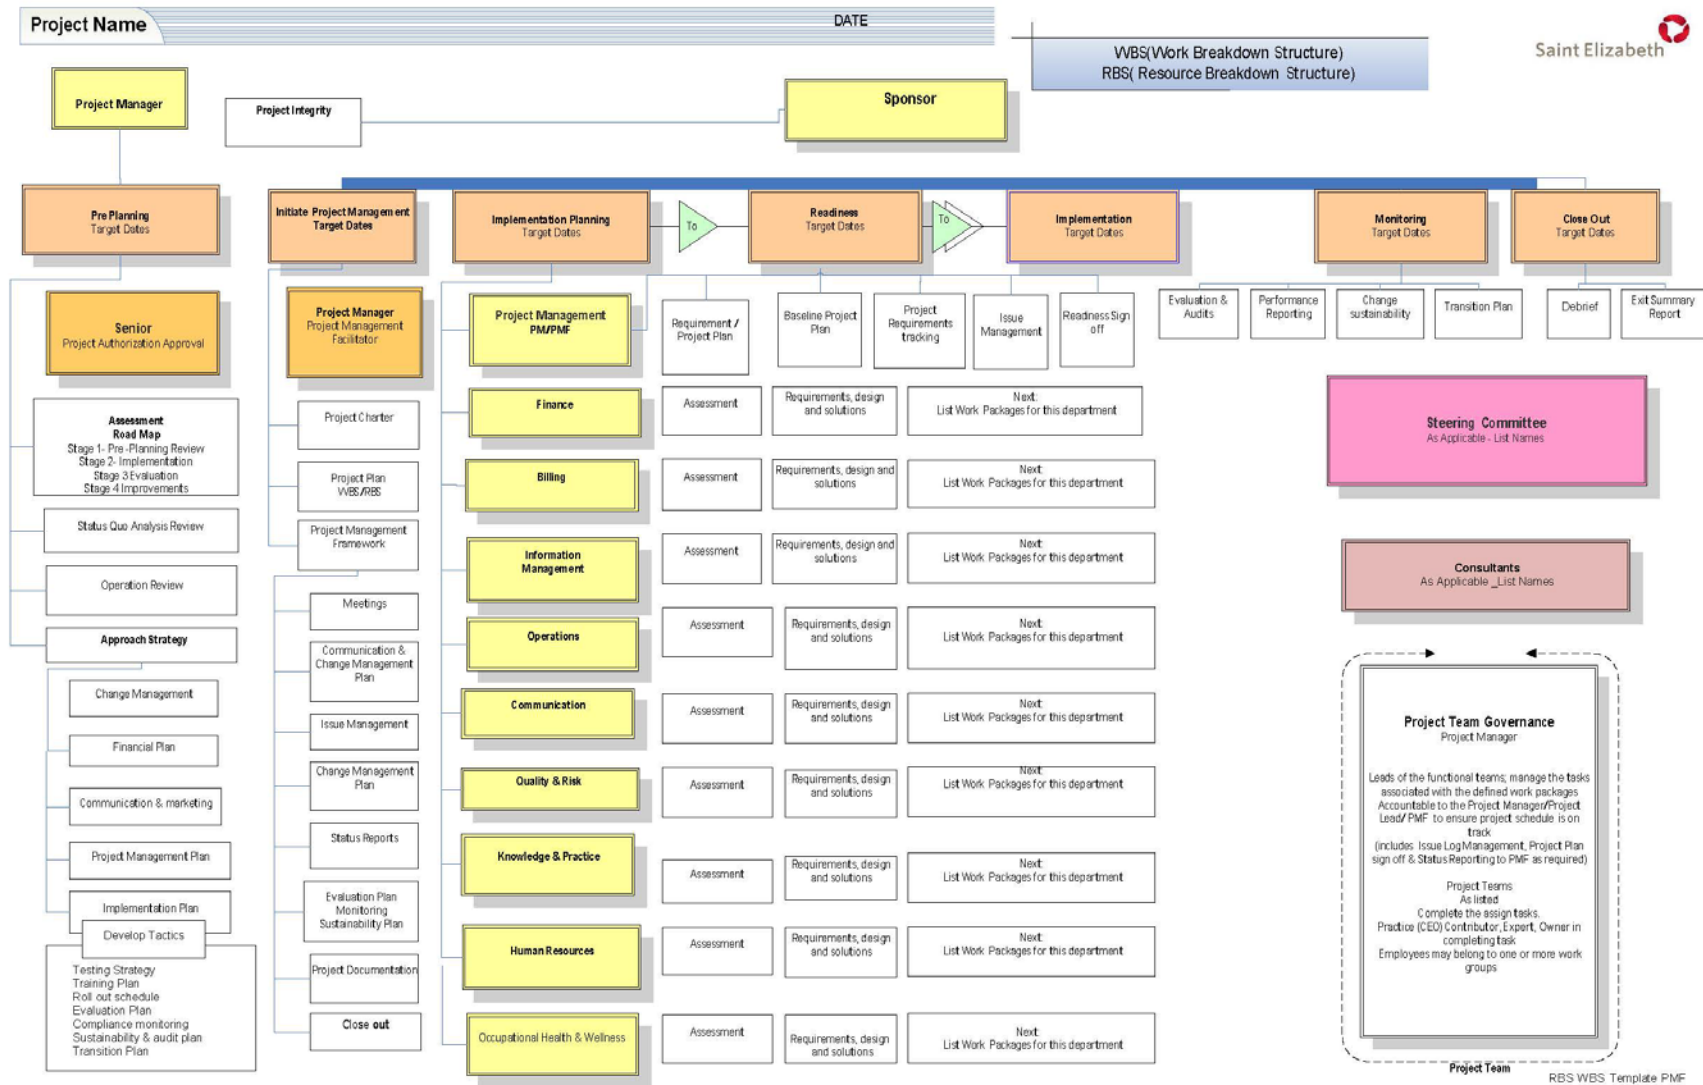 Project Name
DATE
WBS(Work Breakdown Structure)
RBS( Resource Breakdown Structure)
Saint Elizabeth
Project Manager
Project Integrity
Sponsor
Pre Planning
Target Dates
Initiate Project Management
Target Dates
Implementation Planning
Target Dates
To
Readiness
Target Dates
To
Implementation
Target Dates
Monitoring
Target Dates
Close Out
Target Dates
Senior
Project Authorization Approval
Assessment
Road Map
Stage 1- Pre -Planning Review
Stage 2- Implementation
Stage 3 Evaluation
Stage 4 Improvements
Status Quo Analysis Review
Operation Review
Approach Strategy
Change Management
Financial Plan
Communication & marketing
Project Management Plan
Implementation Plan
Develop Tactics
Testing Strategy
Training Plan
Roll out schedule
Evaluation Plan
Compliance monitoring
Sustainability & audit plan
Transition Plan
Project Manager
Project Management
Facilitator
Project Charter
Project Plan
WBS/RBS
Project Management
Framework
Meetings
Communication &
Change Management
Plan
Issue Management
Change Management
Plan
Status Reports
Evaluation Plan
Monitoring
Sustainability Plan
Project Documentation
Close out
Project Management
PM/PMF
Requirement /
Project Plan
Baseline Project
Plan
Project
Requirements
tracking
Issue
Management
Readiness Sign
off
Finance
Assessment
Requirements, design
and solutions
Next:
List Work Packages for this department
Billing
Assessment
Requirements, design and
solutions
Next:
List Work Packages for this department
Information
Management
Assessment
Requirements, design and
solutions
Next:
List Work Packages for this department
Operations
Assessment
Requirements, design
and solutions
Next:
List Work Packages for this department
Communication
Assessment
Requirements, design
and solutions
Next:
List Work Packages for this department
Quality & Risk
Assessment
Requirements, design
and solutions
Next:
List Work Packages for this department
Knowledge & Practice
Assessment
Requirements, design
and solutions
Next:
List Work Packages for this department
Human Resources
Assessment
Requirements, design
and solutions
Next:
List Work Packages for this department
Occupational Health & Wellness
Assessment
Requirements, design
and solutions
Next:
List Work Packages for this department
Evaluation &
Audits
Performance
Reporting
Change
sustainability
Transition Plan
Debrief
Exit Summary
Report
Steering Committee
As Applicable - List Names
Consultants
As Applicable _List Names
Project Team Governance
Project Manager
Leads of the functional teams; manage the tasks
associated with the defined work packages
Accountable to the Project Manager/Project
Lead/ PMF to ensure project schedule is on
track
(includes Issue Log Management, Project Plan
sign off & Status Reporting to PMF as required)
Project Teams
As listed
Complete the assign tasks.
Practice (CEO) Contributor, Expert, Owner in
completing task
Employees may belong to one or more work
groups
Project Team
RBS WBS Template PMF